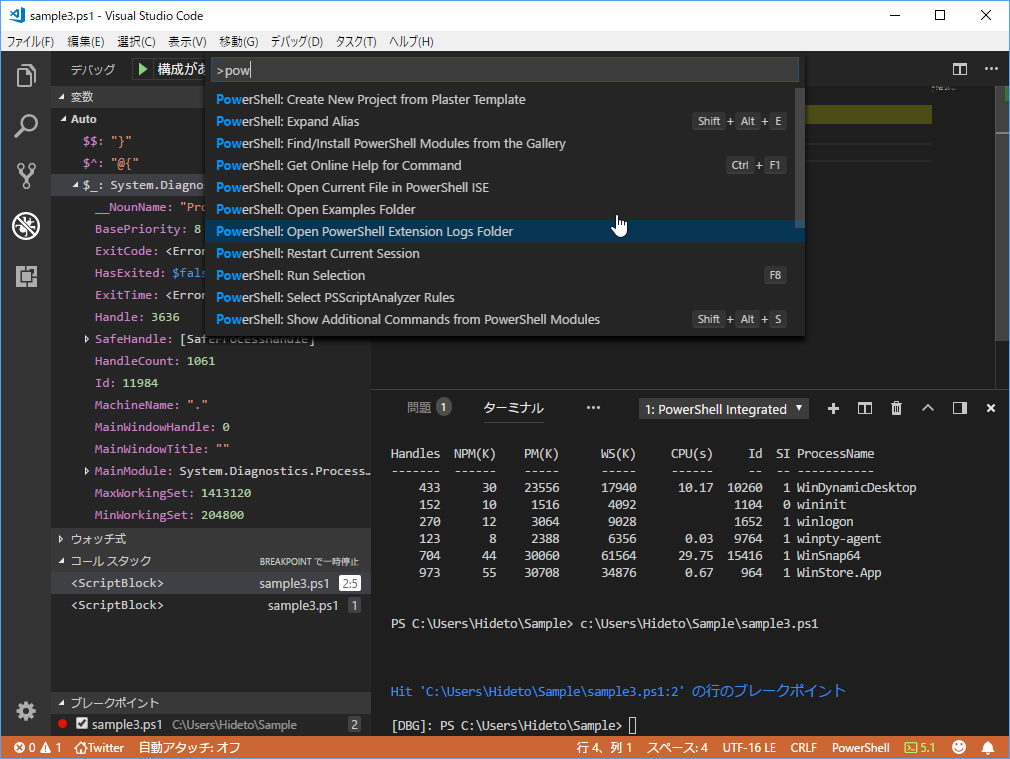 sample3.ps1 - Visual Studio Code
ファイル(F) 編集(E) 選択(C) 表示(V) 移動(G) デバッグ(D) タスク(T) ヘルプ(H)
デバッグ 構成があ
>pow
PowerShell: Create New Project from Plaster Template
PowerShell: Expand Alias Shift + Alt + E
PowerShell: Find/Install PowerShell Modules from the Gallery
PowerShell: Get Online Help for Command Ctrl + F1
PowerShell: Open Current File in PowerShell ISE
PowerShell: Open Examples Folder
PowerShell: Open PowerShell Extension Logs Folder
PowerShell: Restart Current Session
PowerShell: Run Selection F8
PowerShell: Select PSScriptAnalyzer Rules
PowerShell: Show Additional Commands from PowerShell Modules Shift + Alt + S
変数
Auto
$$: "}"
$^: "@{"
$_: System.Diagno
__NounName: "Pro
BasePriority: 8
ExitCode: <Error
HasExited: $fals
ExitTime: <Error
Handle: 3636
SafeHandle: [SafeProcessHandle]
HandleCount: 1061
Id: 11984
MachineName: "."
MainWindowHandle: 0
MainWindowTitle: ""
MainModule: System.Diagnostics.Process…
MaxWorkingSet: 1413120
MinWorkingSet: 204800
ウォッチ式
コール スタック BREAKPOINT で一時停止
<ScriptBlock> sample3.ps1 2:5
<ScriptBlock> sample3.ps1 1
ブレークポイント
sample3.ps1 C:\Users\Hideto\Sample 2
問題 1 ターミナル ••• 1: PowerShell Integrated
Handles NPM(K) PM(K) WS(K) CPU(s) Id SI ProcessName
------- ------ ----- ----- ------ -- -- -----------
433 30 23556 17940 10.17 10260 1 WinDynamicDesktop
152 10 1516 4092 1104 0 wininit
270 12 3064 9028 1652 1 winlogon
123 8 2388 6356 0.03 9764 1 winpty-agent
704 44 30060 61564 29.75 15416 1 WinSnap64
973 55 30708 34876 0.67 964 1 WinStore.App
PS C:\Users\Hideto\Sample> c:\Users\Hideto\Sample\sample3.ps1
Hit 'C:\Users\Hideto\Sample\sample3.ps1:2' の行のブレークポイント
[DBG]: PS C:\Users\Hideto\Sample>
0 1 Twitter 自動アタッチ: オフ 行 4、列 1 スペース: 4 UTF-16 LE CRLF PowerShell 5.1